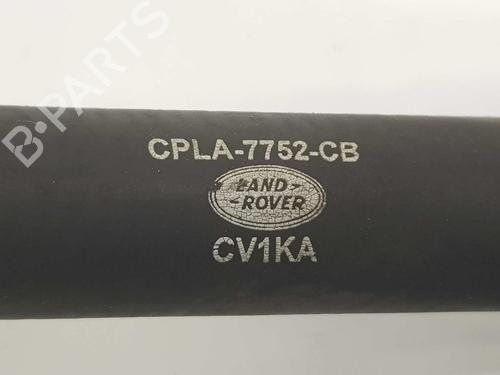 B-PARTS
CPLA-7752-CB
LAND-
-ROVER
CV1KA